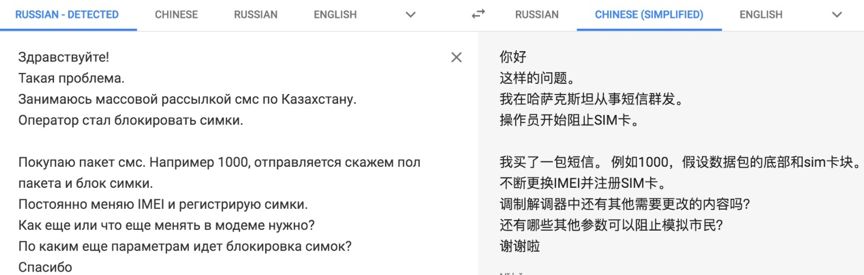 RUSSIAN - DETECTED CHINESE RUSSIAN ENGLISH
RUSSIAN CHINESE (SIMPLIFIED) ENGLISH
Здравствуйте!
Такая проблема.
Занимаюсь массовой рассылкой смс по Казахстану.
Оператор стал блокировать симки.
Покупаю пакет смс. Например 1000, отправляется скажем пол
пакета и блок симки.
Постоянно меняю IMEI и регистрирую симки.
Как еще или что еще менять в модеме нужно?
По каким еще параметрам идет блокировка симок?
Спасибо
你好
这样的问题。
我在哈萨克斯坦从事短信群发。
操作员开始阻止SIM卡。
我买了一包短信。 例如1000，假设数据包的底部和sim卡块。
不断更换IMEI并注册SIM卡。
调制解调器中还有其他需要更改的内容吗?
还有哪些其他参数可以阻止模拟市民?
谢谢啦